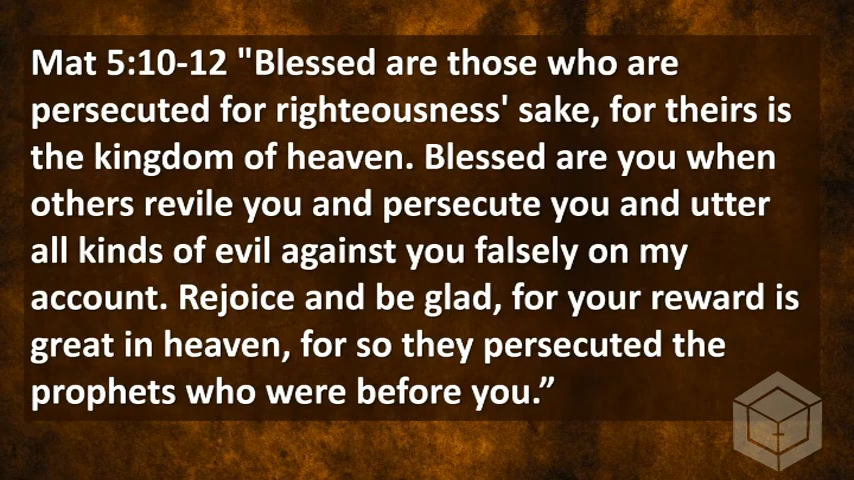 Mat 5:10-12 "Blessed are those who are
persecuted for righteousness' sake, for theirs is
the kingdom of heaven. Blessed are you when
others revile you and persecute you and utter
all kinds of evil against you falsely on my
account. Rejoice and be glad, for your reward is
great in heaven, for so they persecuted the
prophets who were before you.”